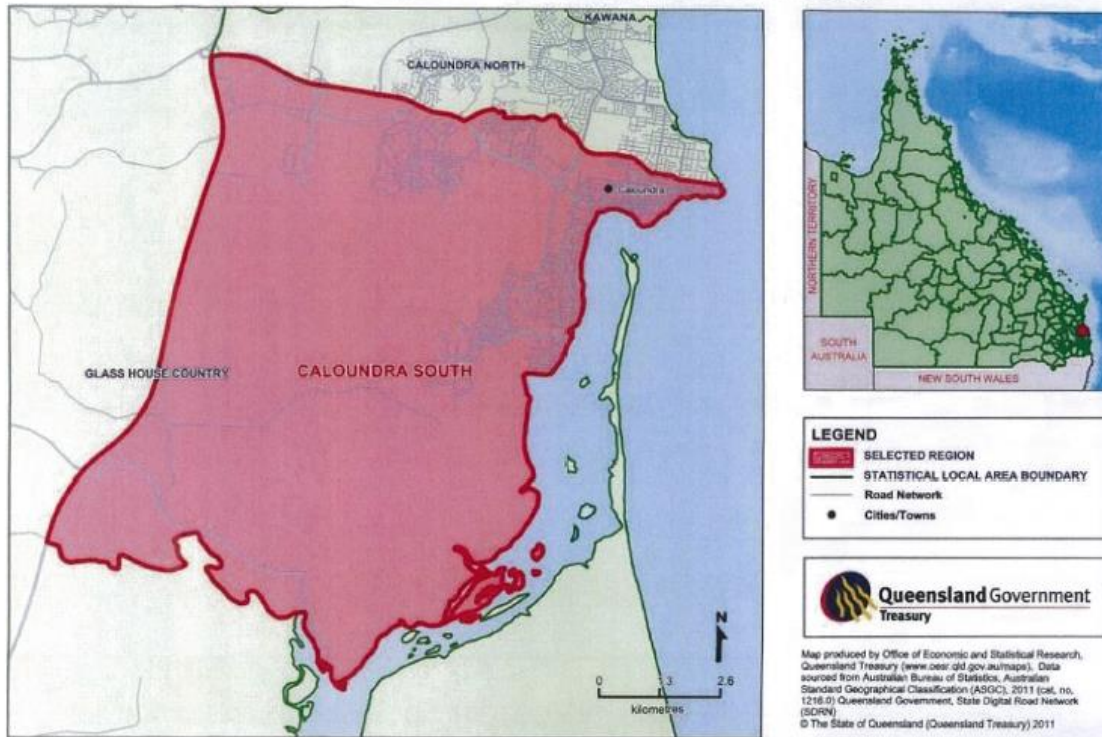 KAWANA
CALOUNDRA NORTH
Caloundra
GLASS HOUSE COUNTRY
CALOUNDRA SOUTH
N
0 1.3 2.6
kilometres
NORTHERN TERRITORY
SOUTH
AUSTRALIA
NEW SOUTH WALES
LEGEND
SELECTED REGION
STATISTICAL LOCAL AREA BOUNDARY
Road Network
Cities/Towns
Queensland Government
Treasury
Map produced by Office of Economic and Statistical Research,
Queensland Treasury (www.oesr.qld.gov.au/maps). Data
sourced from Australian Bureau of Statistics, Australian
Standard Geographical Classification (ASGC), 2011 (cat. no.
1216.0) Queensland Government, State Digital Road Network
(SDRN)
© The State of Queensland (Queensland Treasury) 2011